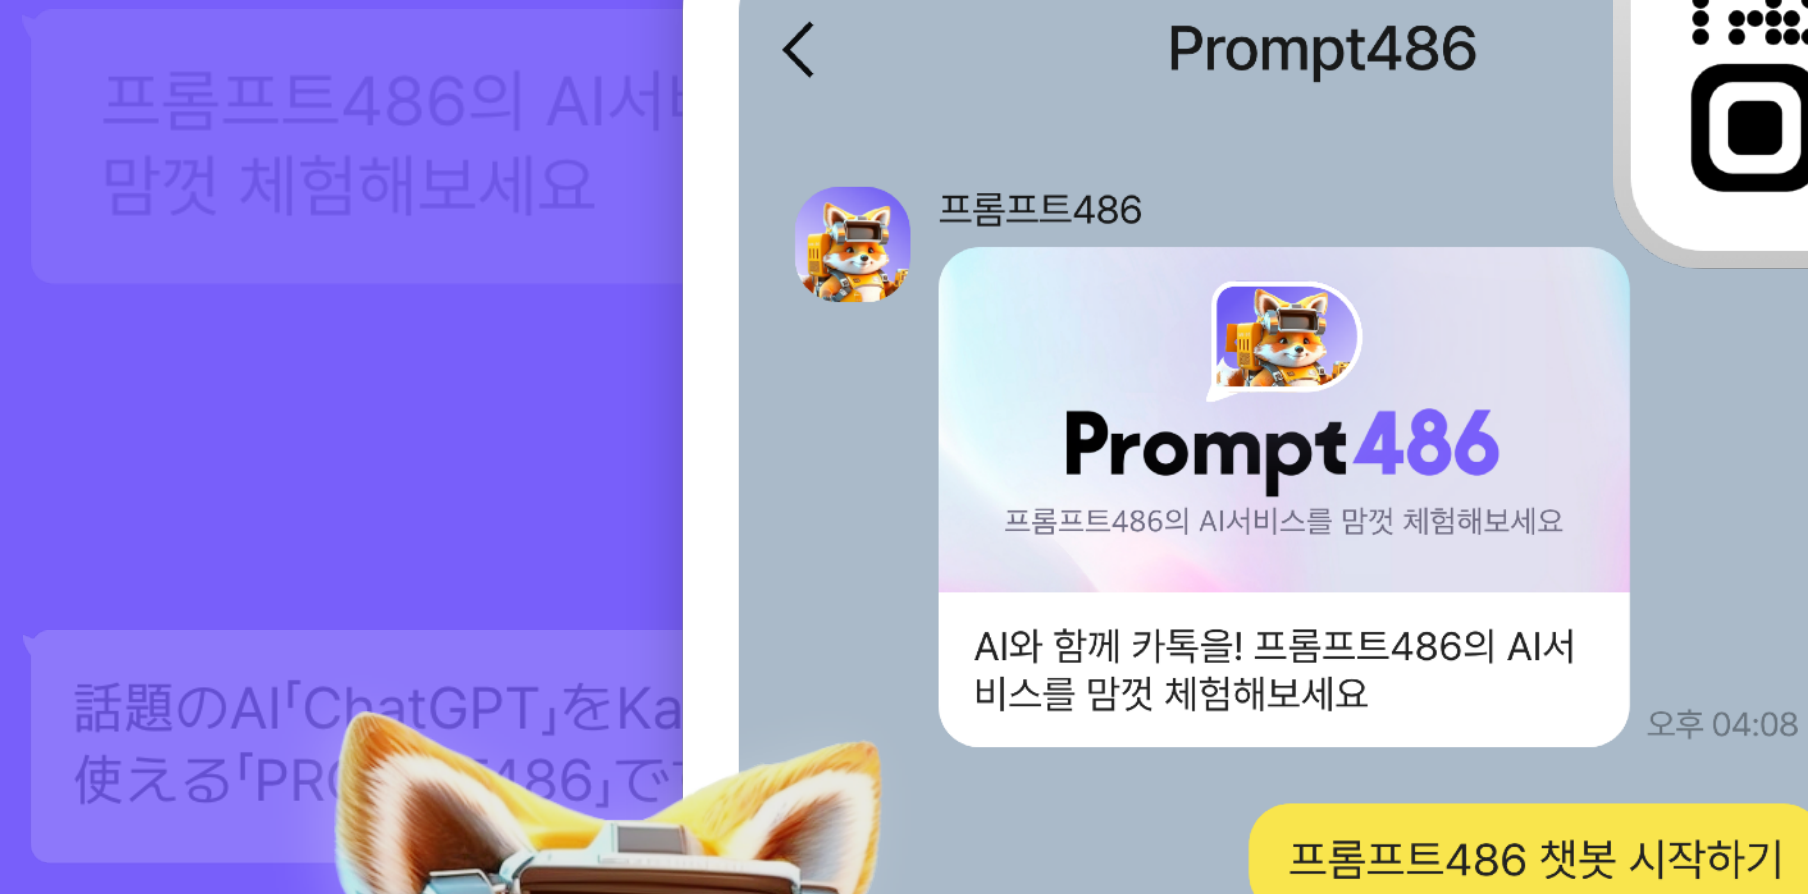 프롬프트486의 AI서
맘껏 체험해보세요
話題のAI「ChatGPT」をKa
使える「PR 486」で
Prompt486
프롬프트486
Prompt486
프롬프트486의 AI서비스를 맘껏 체험해보세요
AI와 함께 카톡을! 프롬프트486의 AI서
비스를 맘껏 체험해보세요
오후 04:08
프롬프트486 챗봇 시작하기